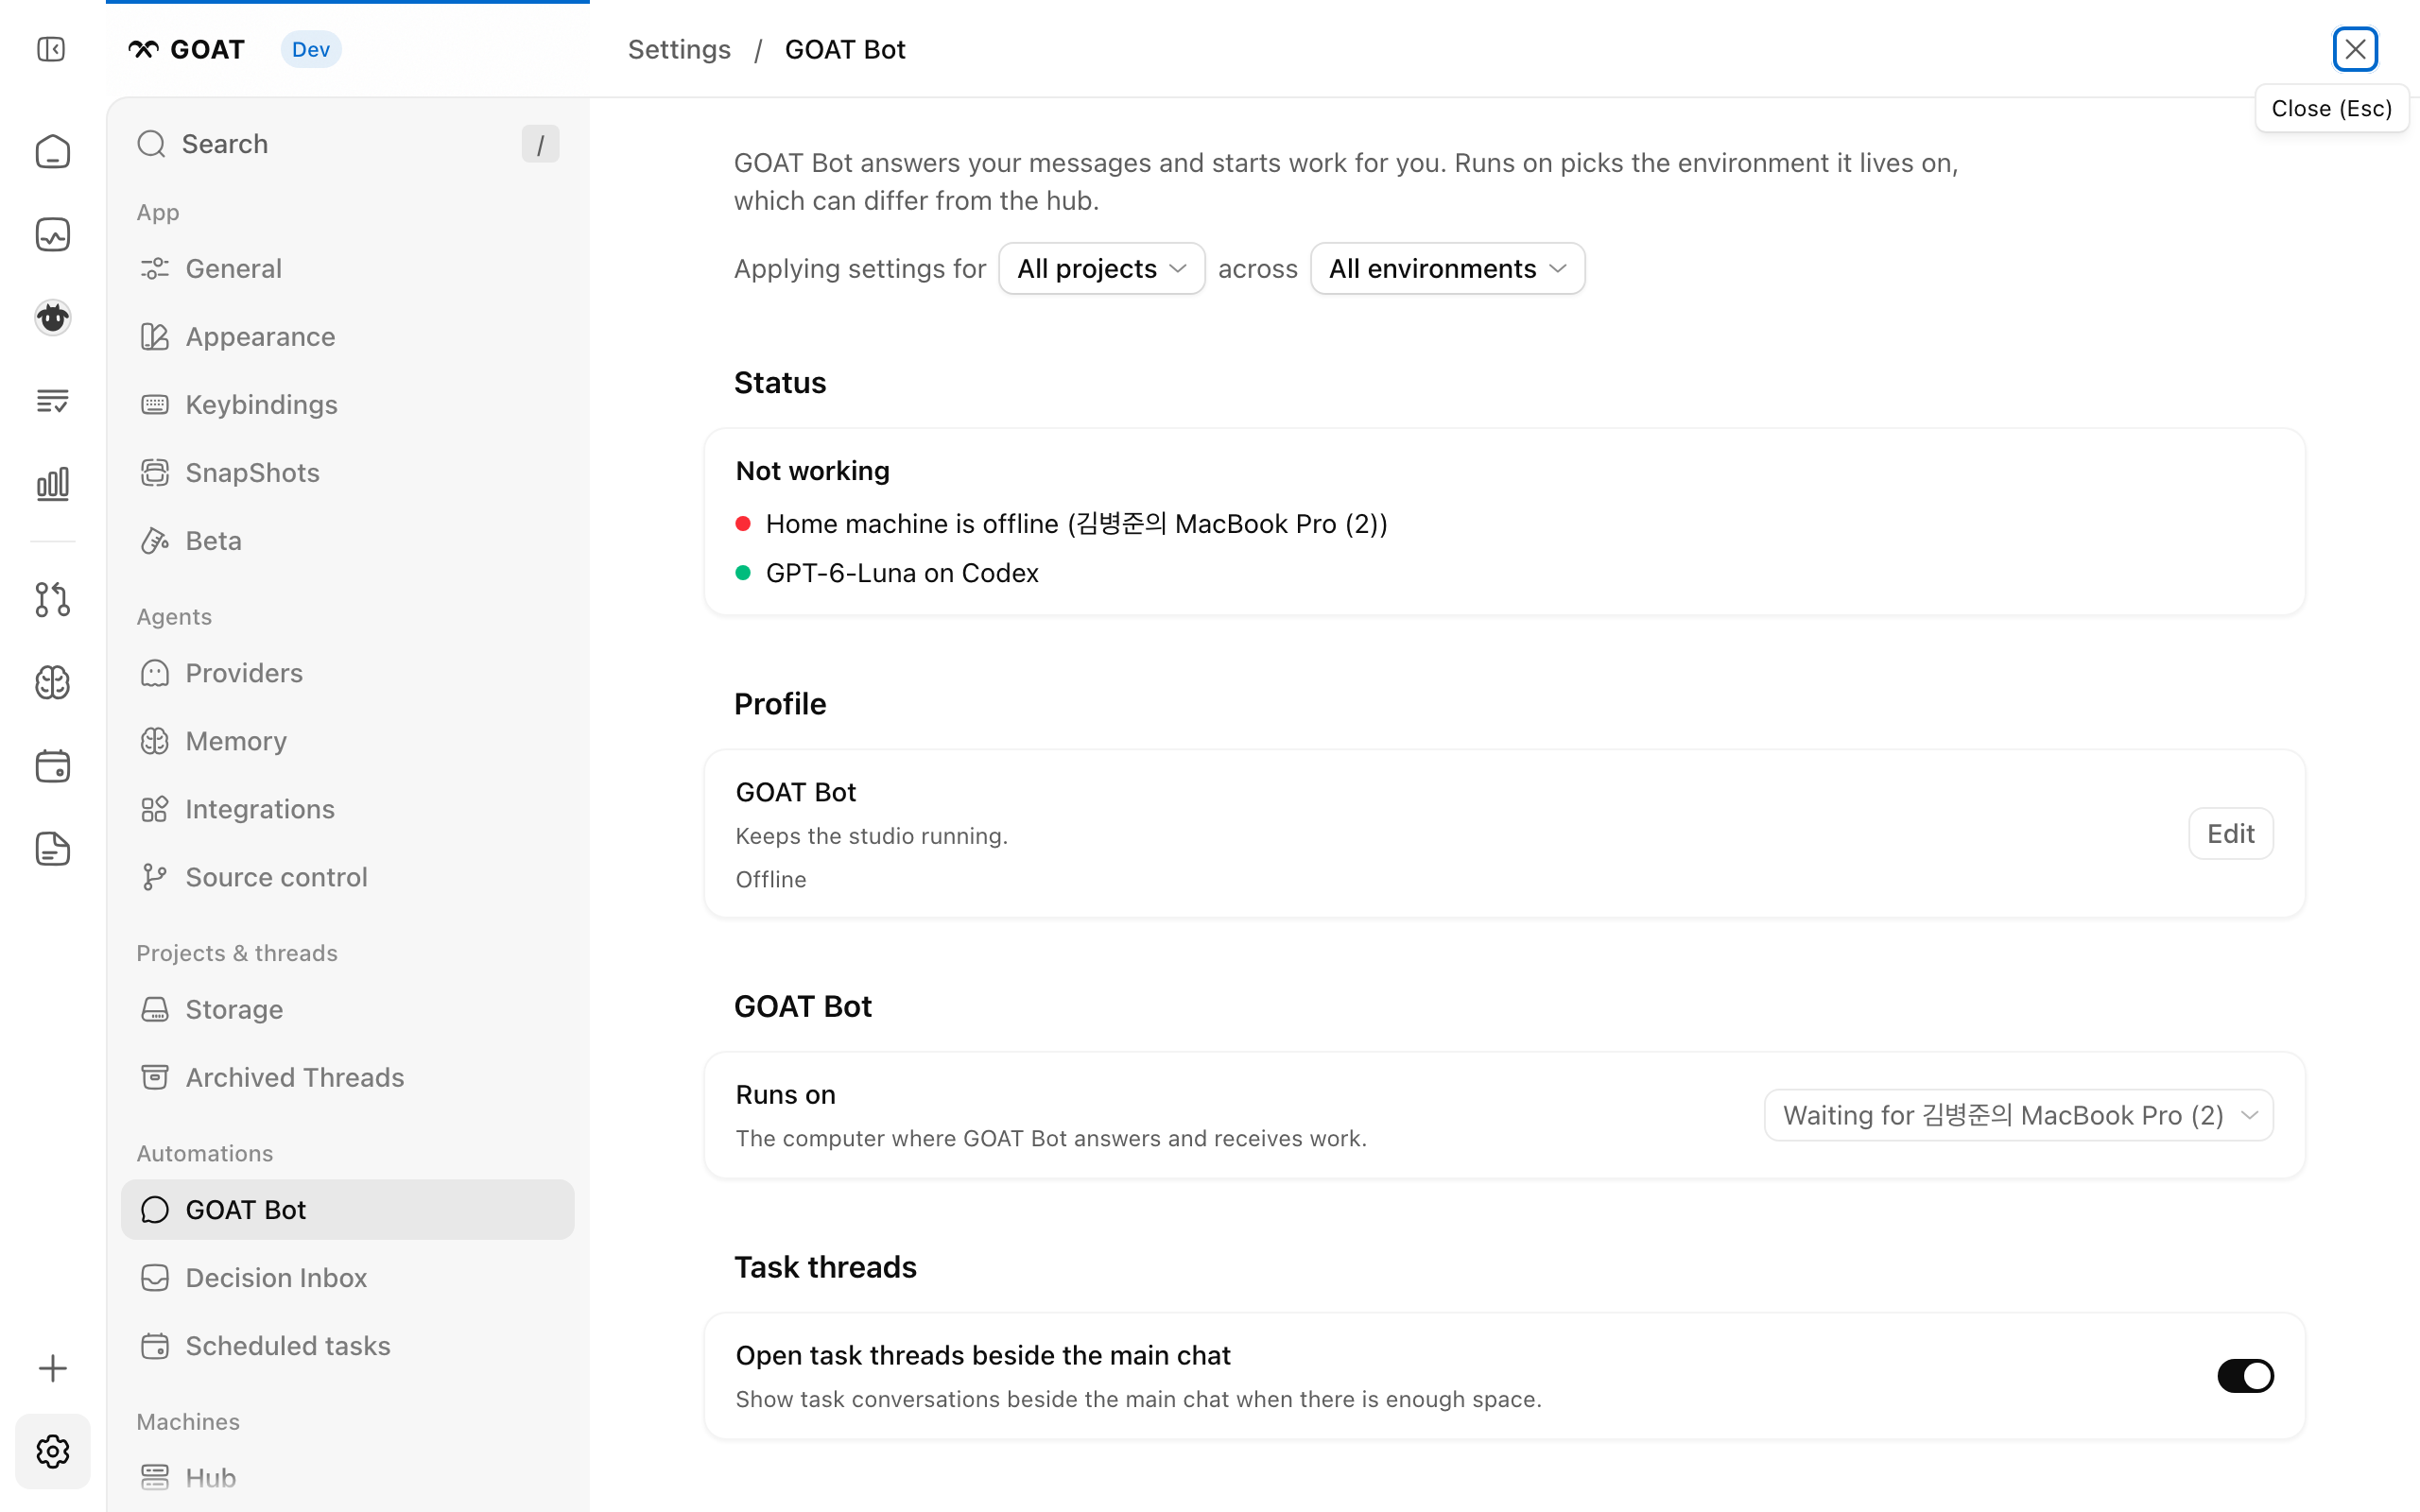 GOAT
Dev
Settings / GOAT Bot
Close (Esc)
Search
/
App
General
Appearance
Keybindings
SnapShots
Beta
Agents
Providers
Memory
Integrations
Source control
Projects & threads
Storage
Archived Threads
Automations
GOAT Bot
Decision Inbox
Scheduled tasks
Machines
Hub
GOAT Bot answers your messages and starts work for you. Runs on picks the environment it lives on,
which can differ from the hub.
Applying settings for All projects across All environments
Status
Not working
Home machine is offline (김병준의 MacBook Pro (2))
GPT-6-Luna on Codex
Profile
GOAT Bot
Keeps the studio running.
Offline
Edit
GOAT Bot
Runs on
The computer where GOAT Bot answers and receives work.
Waiting for 김병준의 MacBook Pro (2)
Task threads
Open task threads beside the main chat
Show task conversations beside the main chat when there is enough space.